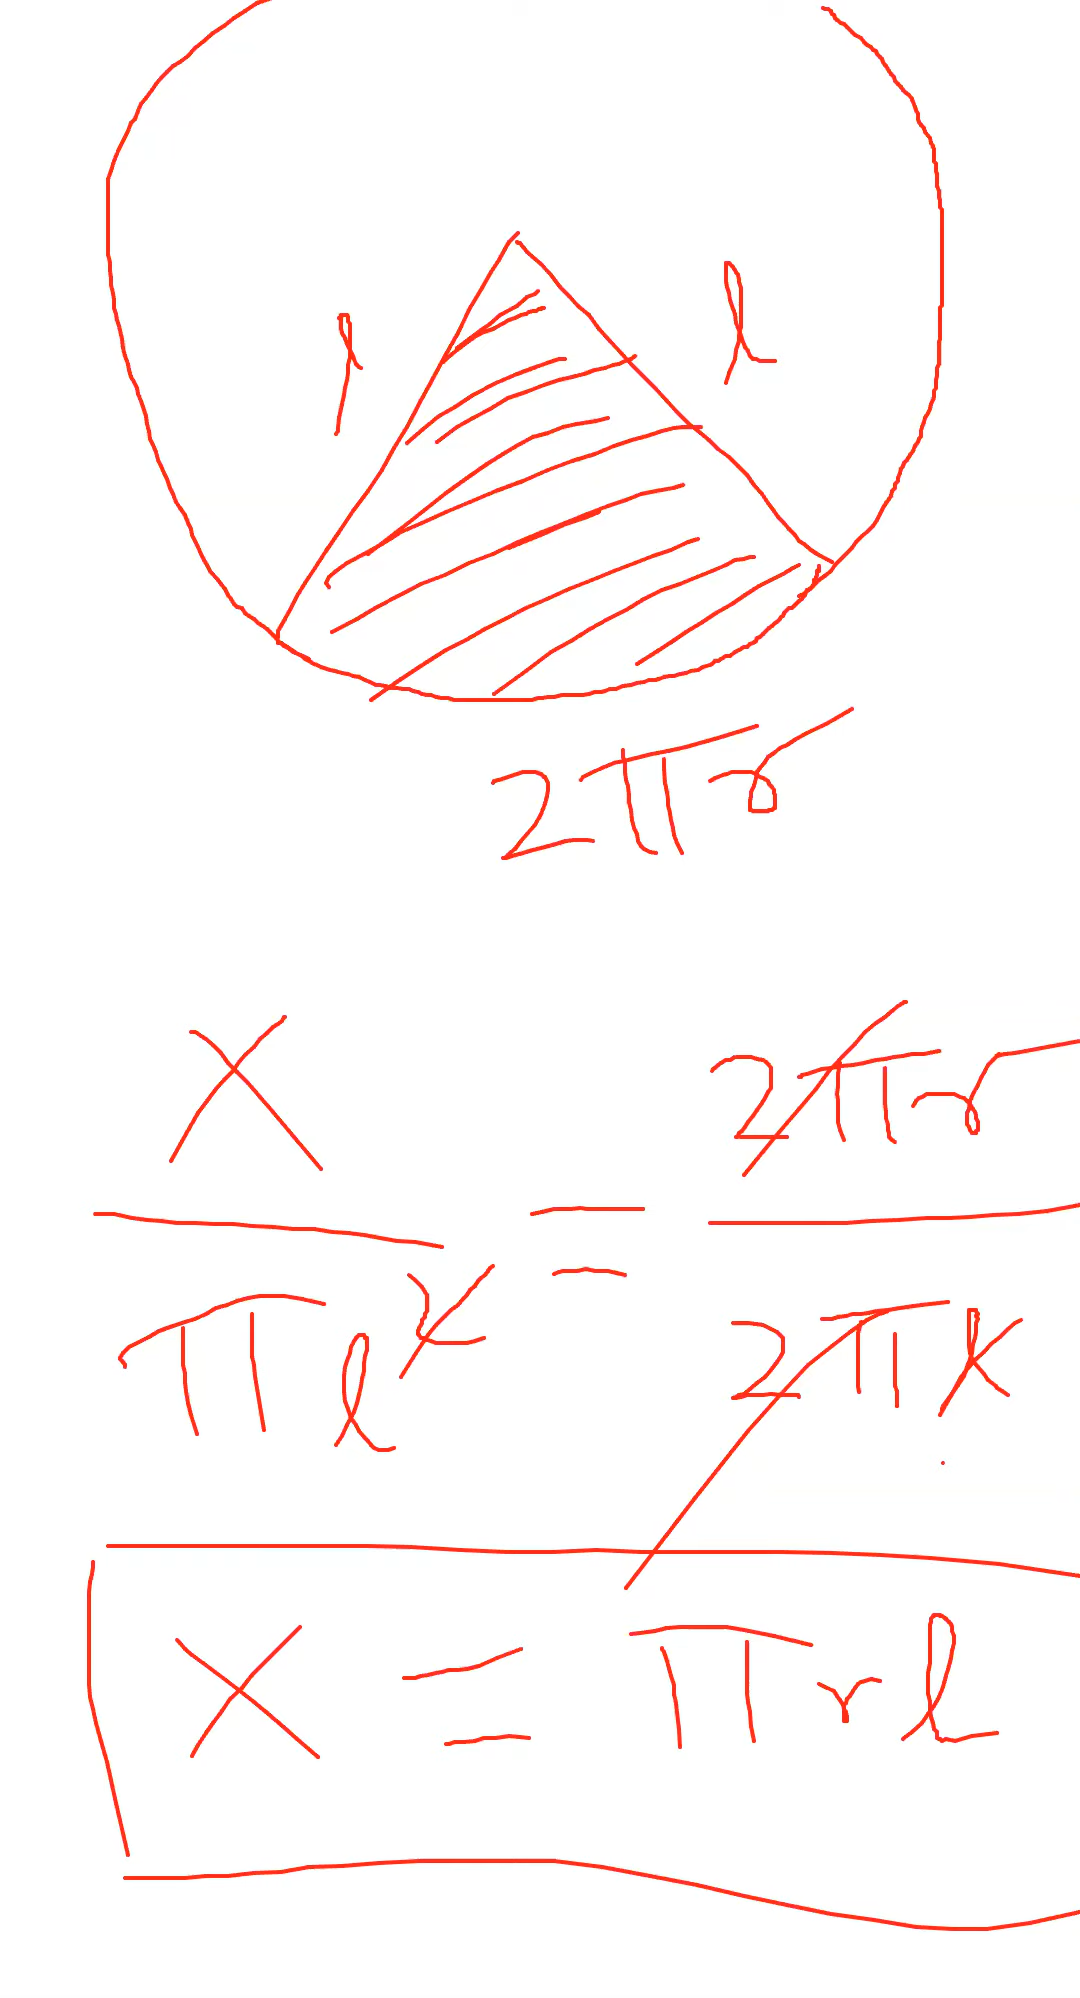 l l
2πr
x / πl² = 2πr / 2πl
x = πrl